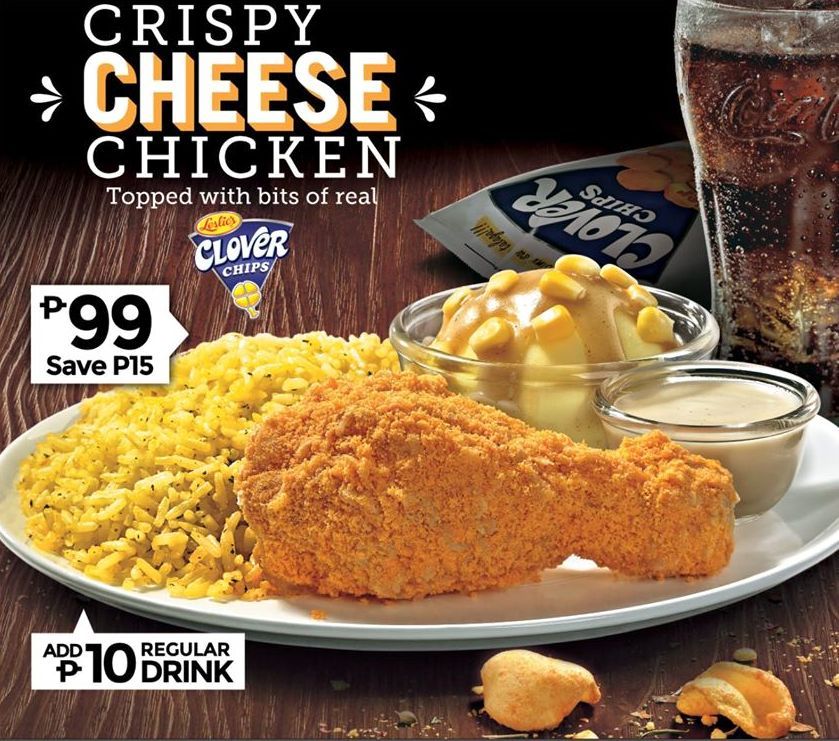 CRISPY
CHEESE
CHICKEN
Topped with bits of real
Leslie's
CLOVER
CHIPS
₱99
Save P15
CLOVER
CHIPS
ADD ₱10 REGULAR
DRINK